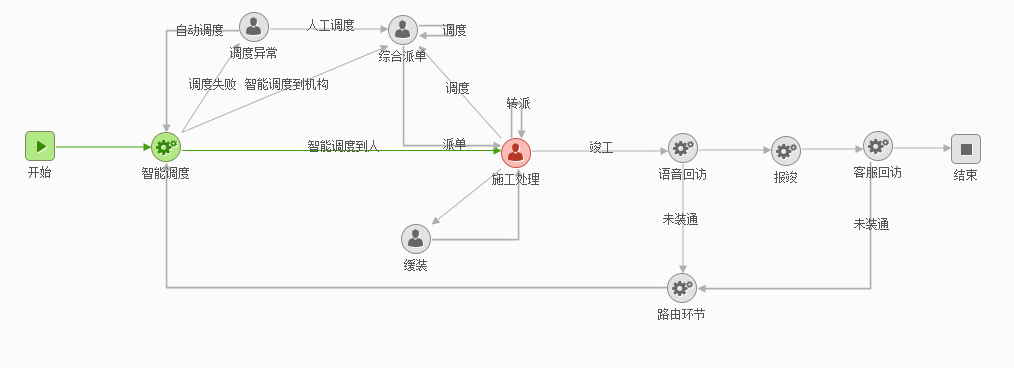 自动调度
人工调度
调度
调度异常
综合派单
调度失败
智能调度到机构
调度
转派
智能调度到人
派单
竣工
开始
智能调度
施工处理
语音回访
报竣
客服回访
结束
未装通
未装通
缓装
路由环节